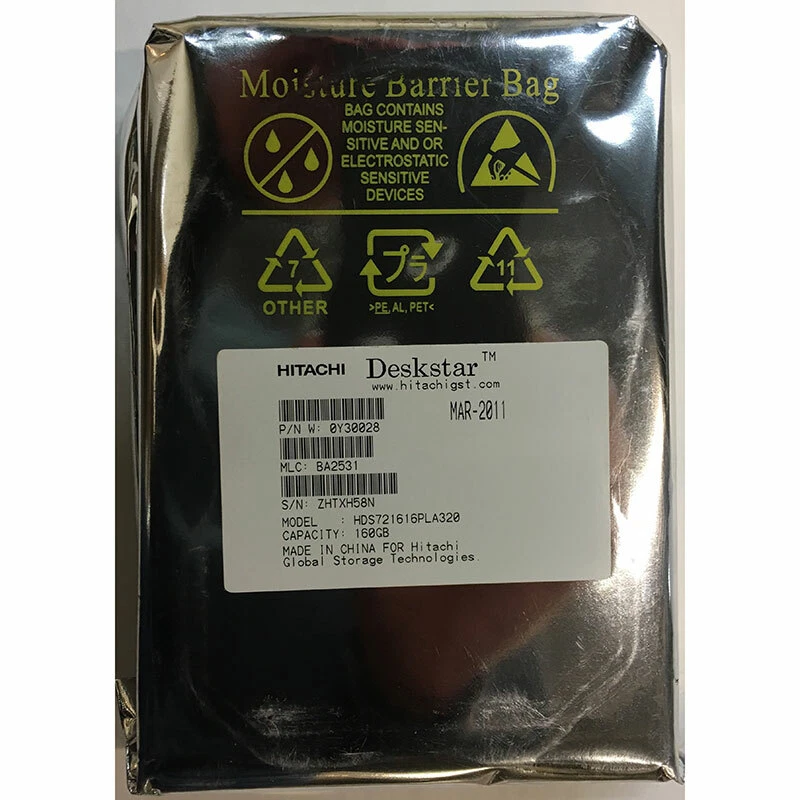 Moisture Barrier Bag
BAG CONTAINS
MOISTURE SEN-
SITIVE AND OR
ELECTROSTATIC
SENSITIVE
DEVICES
7
プラ
11
OTHER
>PE, AL, PET<
HITACHI Deskstar™
www.hitachigst.com
MAR-2011
P/N W: 0Y30028
MLC: BA2531
S/N: ZHTXH58N
MODEL : HDS721616PLA320
CAPACITY: 160GB
MADE IN CHINA FOR Hitachi
Global Storage Technologies.